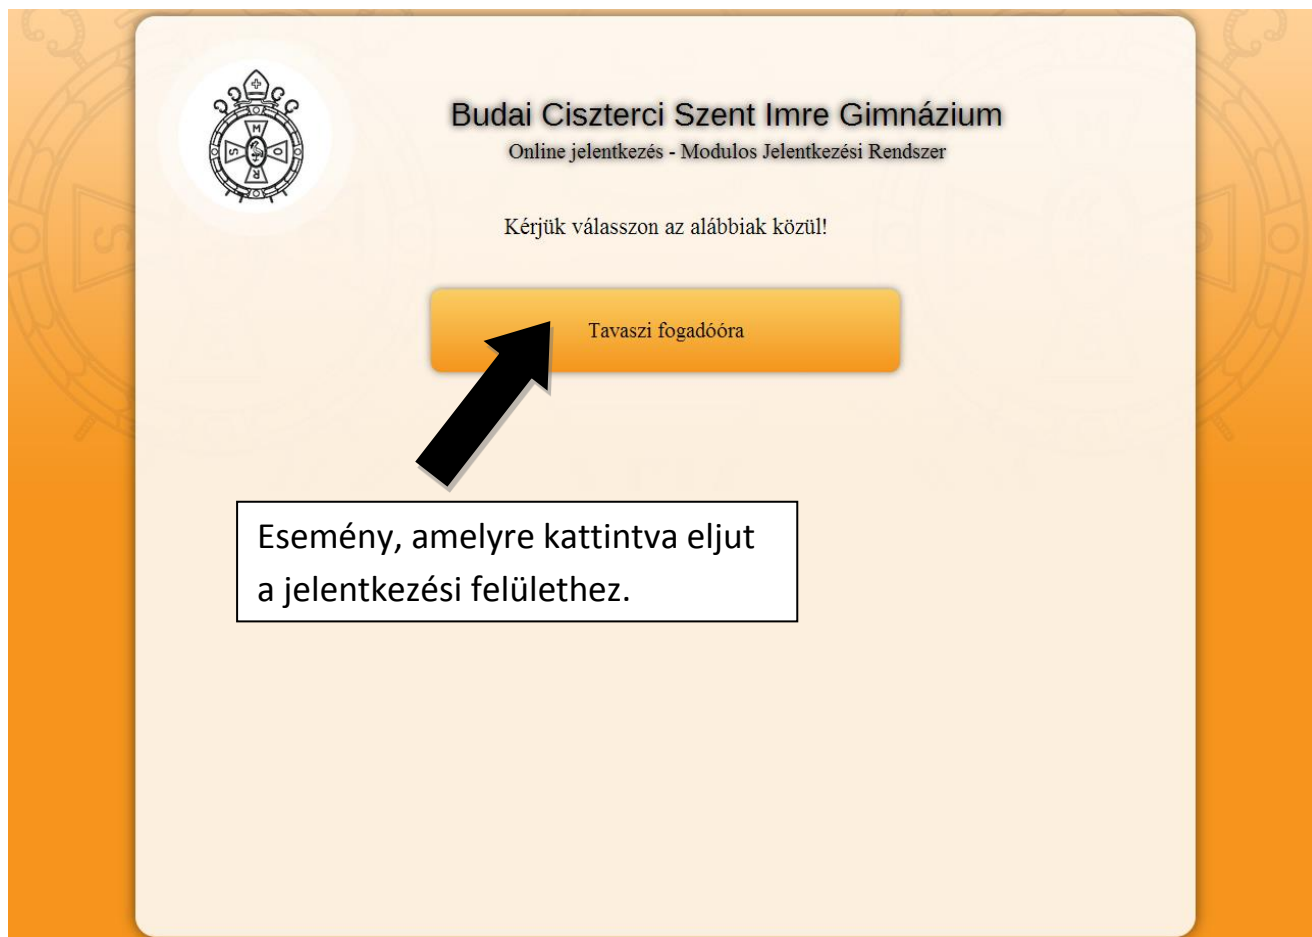 Budai Ciszterci Szent Imre Gimnázium
Online jelentkezés - Modulos Jelentkezési Rendszer
Kérjük válasszon az alábbiak közül!
Tavaszi fogadóóra
Esemény, amelyre kattintva eljut
a jelentkezési felülethez.